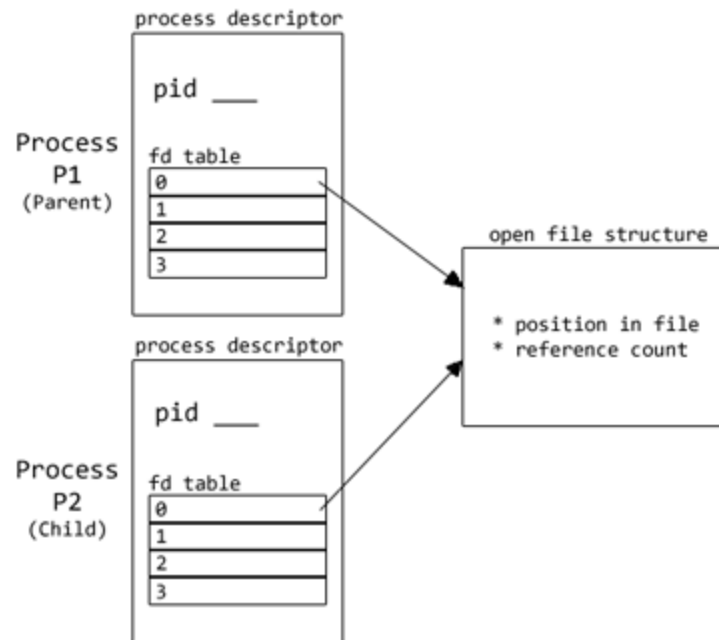 process descriptor
pid ___
Process
P1
(Parent)
fd table
0
1
2
3
open file structure
* position in file
* reference count
process descriptor
pid ___
Process
P2
(Child)
fd table
0
1
2
3